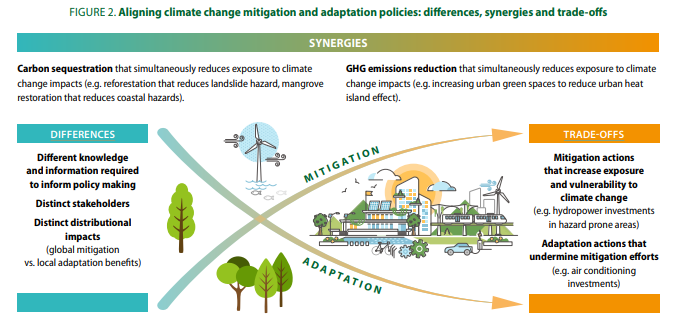 FIGURE 2. Aligning climate change mitigation and adaptation policies: differences, synergies and trade-offs
SYNERGIES
Carbon sequestration that simultaneously reduces exposure to climate
change impacts (e.g. reforestation that reduces landslide hazard, mangrove
restoration that reduces coastal hazards).
GHG emissions reduction that simultaneously reduces exposure to climate
change impacts (e.g. increasing urban green spaces to reduce urban heat
island effect).
DIFFERENCES
Different knowledge
and information required
to inform policy making
Distinct stakeholders
Distinct distributional
impacts
(global mitigation
vs. local adaptation benefits)
MITIGATION
ADAPTATION
TRADE-OFFS
Mitigation actions
that increase exposure
and vulnerability to
climate change
(e.g. hydropower investments
in hazard prone areas)
Adaptation actions that
undermine mitigation efforts
(e.g. air conditioning
investments)